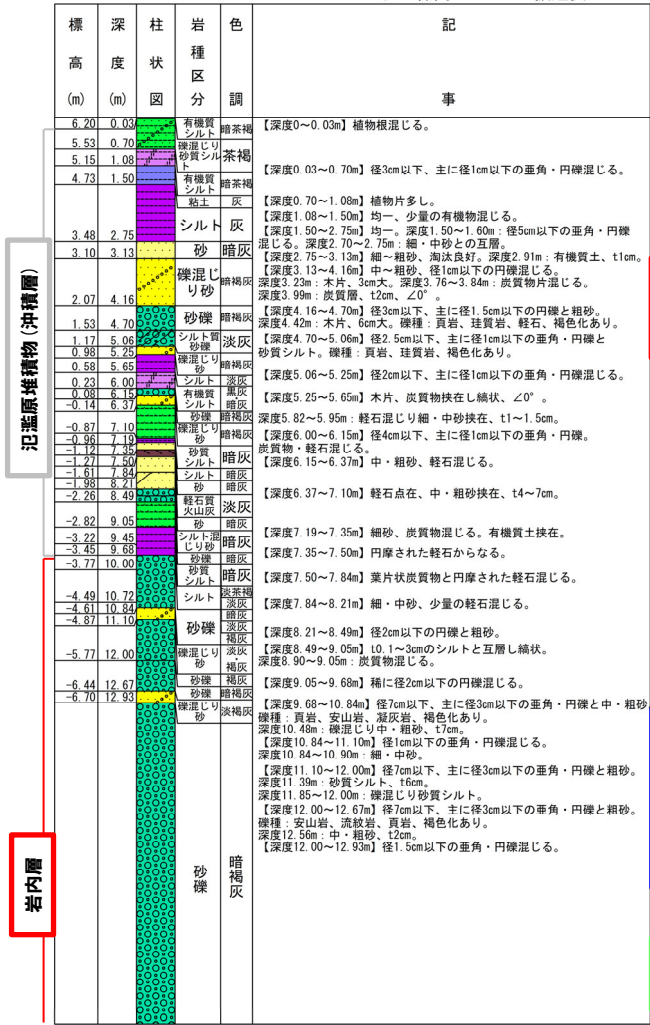 標高(m)
深度(m)
柱状図
岩種区分
色調
記事
6.20 0.03
5.53 0.70
5.15 1.08
4.73 1.50
3.48 2.75
3.10 3.13
2.07 4.16
1.53 4.70
1.17 5.06
0.98 5.25
0.58 5.65
0.23 6.00
0.08 6.15
-0.14 6.37
-0.87 7.10
-0.96 7.19
-1.12 7.35
-1.27 7.50
-1.61 7.84
-1.98 8.21
-2.26 8.49
-2.82 9.05
-3.22 9.45
-3.45 9.68
-3.77 10.00
-4.49 10.72
-4.61 10.84
-4.87 11.10
-5.77 12.00
-6.44 12.67
-6.70 12.93
有機質シルト 暗茶褐
礫混じり砂質シルト 茶褐
有機質シルト 暗茶褐
粘土 灰
シルト 灰
砂 暗灰
礫混じり砂 暗褐灰
砂礫 暗褐灰
シルト質砂礫 淡灰
礫混じり砂 暗褐灰
シルト 淡灰
有機質シルト 黒灰 暗灰
砂礫 暗褐灰
礫混じり砂 暗褐灰
砂質シルト 暗灰
シルト 暗灰
砂 暗灰
軽石質火山灰 淡灰
砂 暗灰
シルト混じり砂 暗灰
砂礫 暗灰
砂質シルト 暗灰
シルト 淡茶褐 淡灰
砂礫 暗灰 淡灰 褐灰
礫混じり砂 淡灰・褐灰
砂礫 褐灰
砂礫 暗褐灰
礫混じり砂 淡褐灰
砂礫 暗褐灰
【深度0~0.03m】植物根混じる。
【深度0.03~0.70m】径3cm以下、主に径1cm以下の亜角・円礫混じる。
【深度0.70~1.08m】植物片多し。
【深度1.08~1.50m】均一、少量の有機物混じる。
【深度1.50~2.75m】均一。深度1.50~1.60m:径5cm以下の亜角・円礫
混じる。深度2.70~2.75m:細・中砂との互層。
【深度2.75~3.13m】細~粗砂、淘汰良好。深度2.91m:有機質土、t1cm。
【深度3.13~4.16m】中~粗砂、径1cm以下の円礫混じる。
深度3.23m:木片、3cm大。深度3.76~3.84m:炭質物片混じる。
深度3.99m:炭質層、t2cm、∠0°。
【深度4.16~4.70m】径3cm以下、主に径1.5cm以下の円礫と粗砂。
深度4.42m:木片、6cm大。礫種:頁岩、珪質岩、軽石、褐色化あり。
【深度4.70~5.06m】径2.5cm以下、主に径1cm以下の亜角・円礫と
砂質シルト。礫種:頁岩、珪質岩、褐色化あり。
【深度5.06~5.25m】径2cm以下、主に径1cm以下の亜角・円礫混じる。
【深度5.25~5.65m】木片、炭質物挟在し縞状、∠0°。
深度5.82~5.95m:軽石混じり細・中砂挟在、t1~1.5cm。
【深度6.00~6.15m】径4cm以下、主に径1cm以下の亜角・円礫。
炭質物・軽石混じる。
【深度6.15~6.37m】中・粗砂、軽石混じる。
【深度6.37~7.10m】軽石点在、中・粗砂挟在、t4~7cm。
【深度7.19~7.35m】細砂、炭質物混じる。有機質土挟在。
【深度7.35~7.50m】円摩された軽石からなる。
【深度7.50~7.84m】葉片状炭質物と円摩された軽石混じる。
【深度7.84~8.21m】細・中砂、少量の軽石混じる。
【深度8.21~8.49m】径2cm以下の円礫と粗砂。
【深度8.49~9.05m】t0.1~3cmのシルトと互層し縞状。
深度8.90~9.05m:炭質物混じる。
【深度9.05~9.68m】稀に径2cm以下の円礫混じる。
【深度9.68~10.84m】径7cm以下、主に径3cm以下の亜角・円礫と中・粗砂
礫種:頁岩、安山岩、凝灰岩、褐色化あり。
深度10.48m:礫混じり中・粗砂、t7cm。
【深度10.84~11.10m】径1cm以下の亜角・円礫混じる。
深度10.84~10.90m:細・中砂。
【深度11.10~12.00m】径7cm以下、主に径3cm以下の亜角・円礫と粗砂。
深度11.39m:砂質シルト、t6cm。
深度11.85~12.00m:礫混じり砂質シルト。
【深度12.00~12.67m】径7cm以下、主に径3cm以下の亜角・円礫と粗砂。
礫種:安山岩、流紋岩、頁岩、褐色化あり。
深度12.56m:中・粗砂、t2cm。
【深度12.00~12.93m】径1.5cm以下の亜角・円礫混じる。
氾濫原堆積物(沖積層)
岩内層